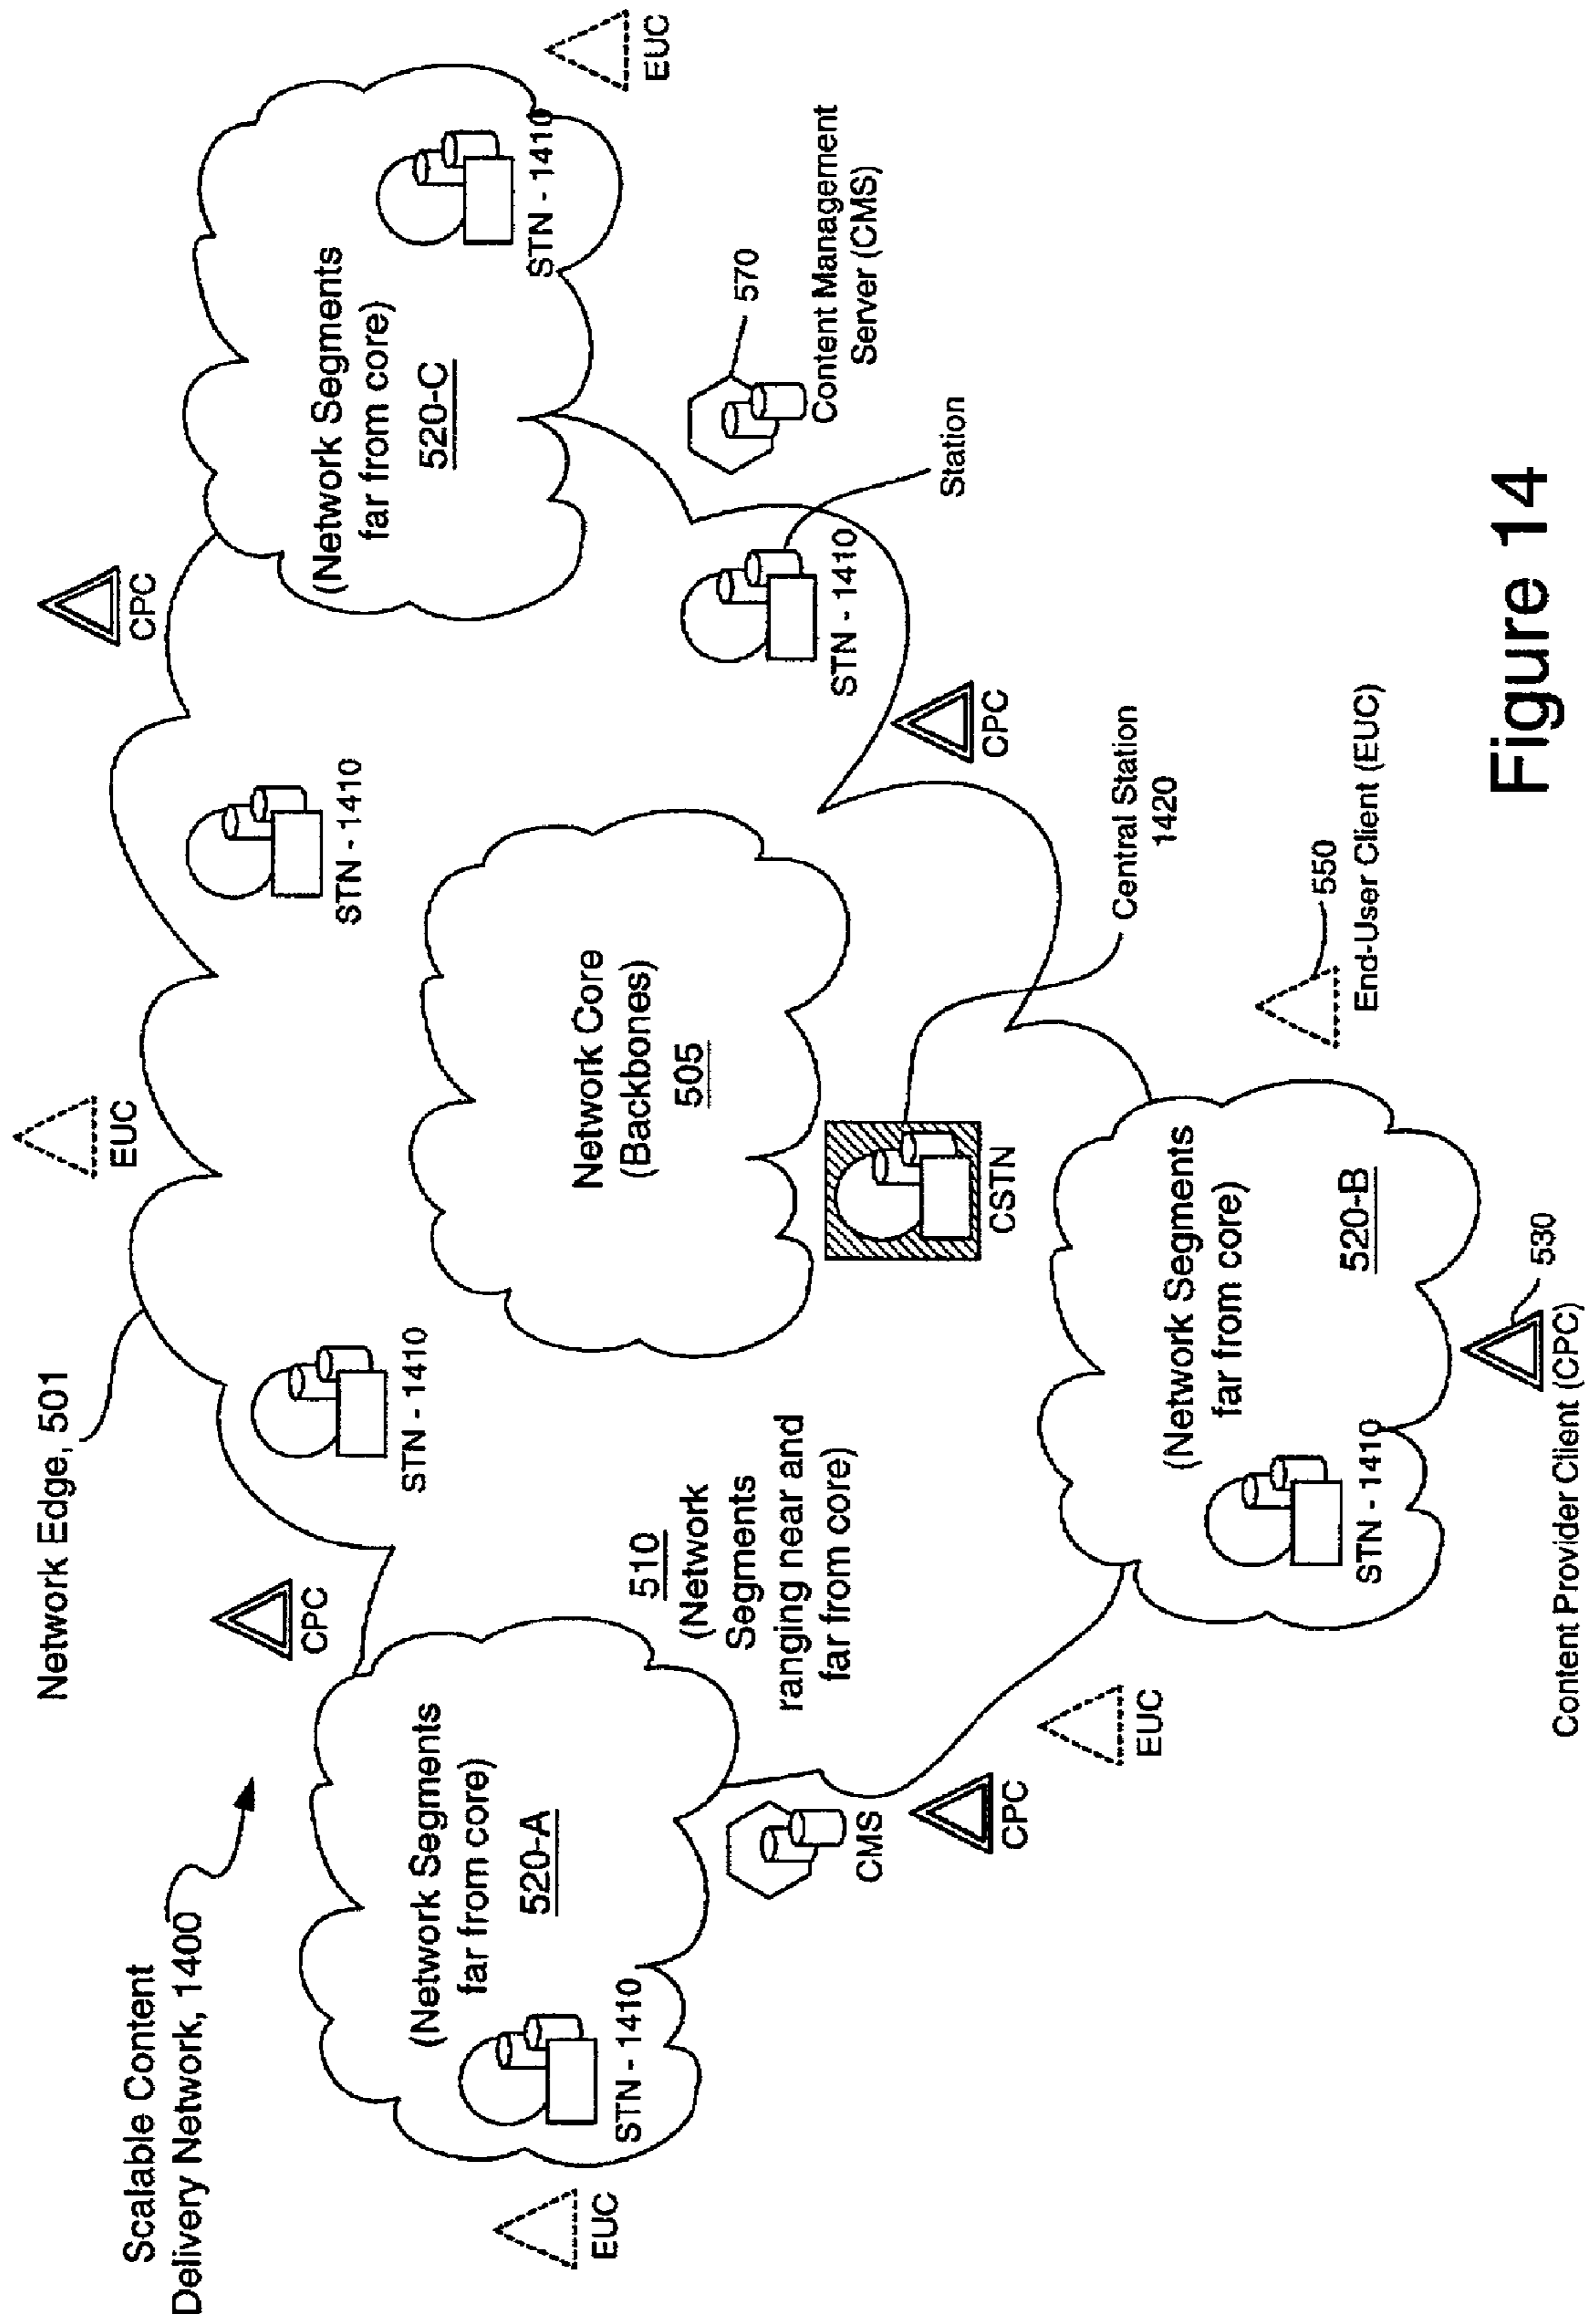 Scalable Content
Delivery Network, 1400
Network Edge, 501
EUC
CPC
CPC
EUC
(Network Segments
far from core)
520-A
STN - 1410
EUC
STN - 1410
STN - 1410
(Network Segments
far from core)
520-C
STN - 1410
510
(Network
Segments
ranging near and
far from core)
Network Core
(Backbones)
505
CMS
CPC
CSTN
STN - 1410
570
Content Management
Server (CMS)
Station
CPC
Central Station
1420
EUC
(Network Segments
far from core)
520-B
STN - 1410
550
End-User Client (EUC)
530
Content Provider Client (CPC)
Figure 14